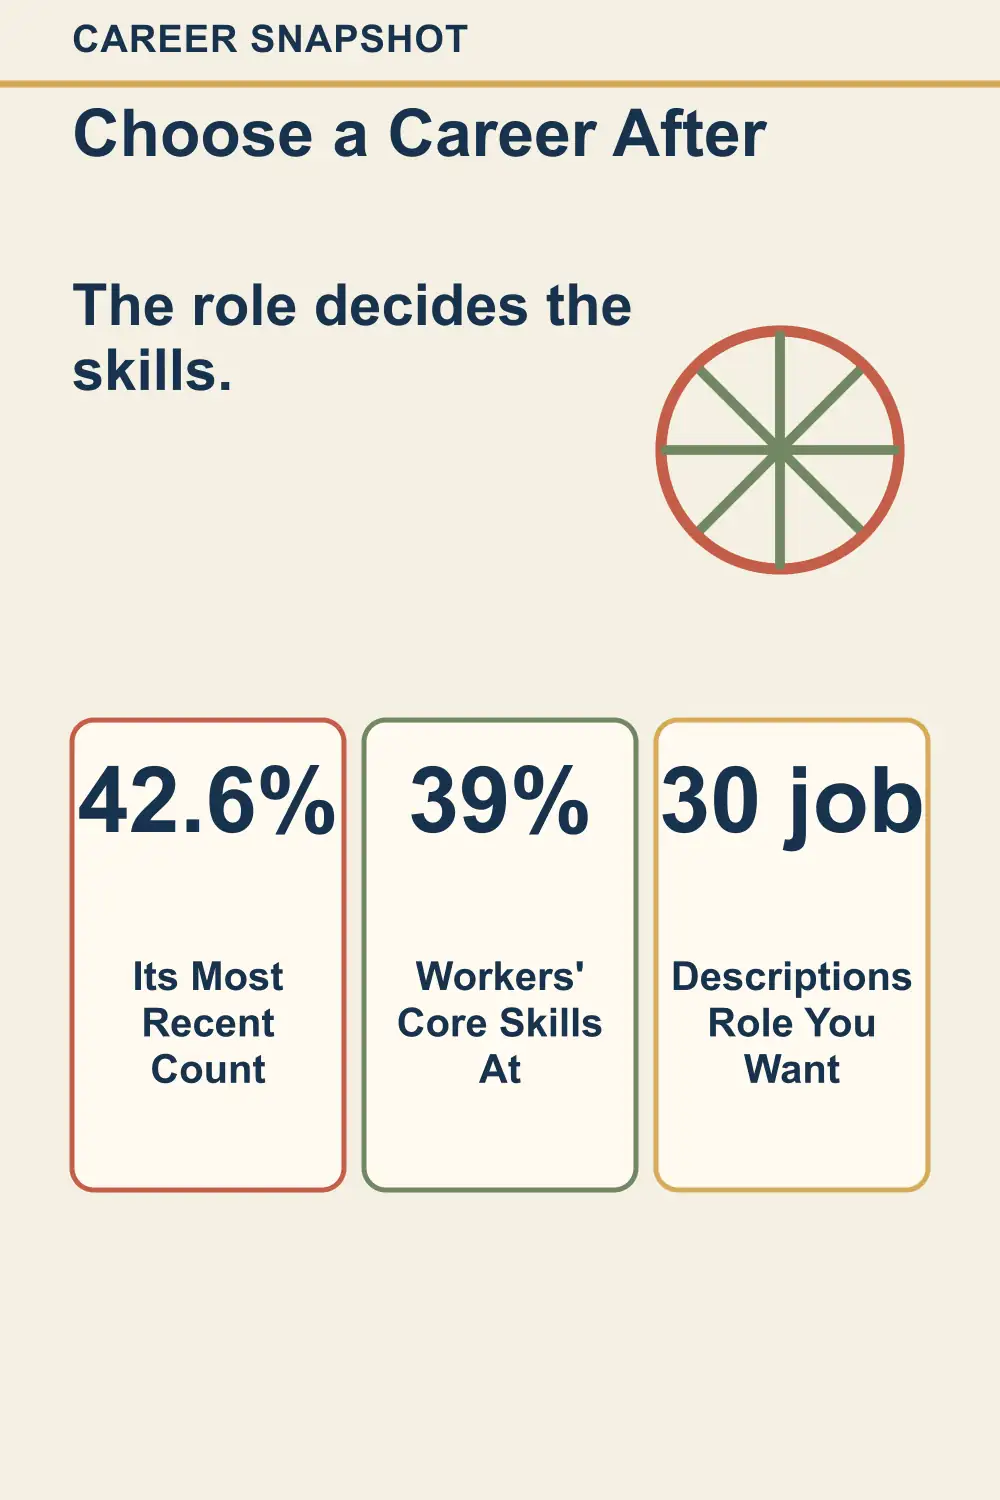 CAREER SNAPSHOT
Choose a Career After
The role decides the
skills.
42.6%
Its Most
Recent
Count
39%
Workers'
Core Skills
At
30 job
Descriptions
Role You
Want